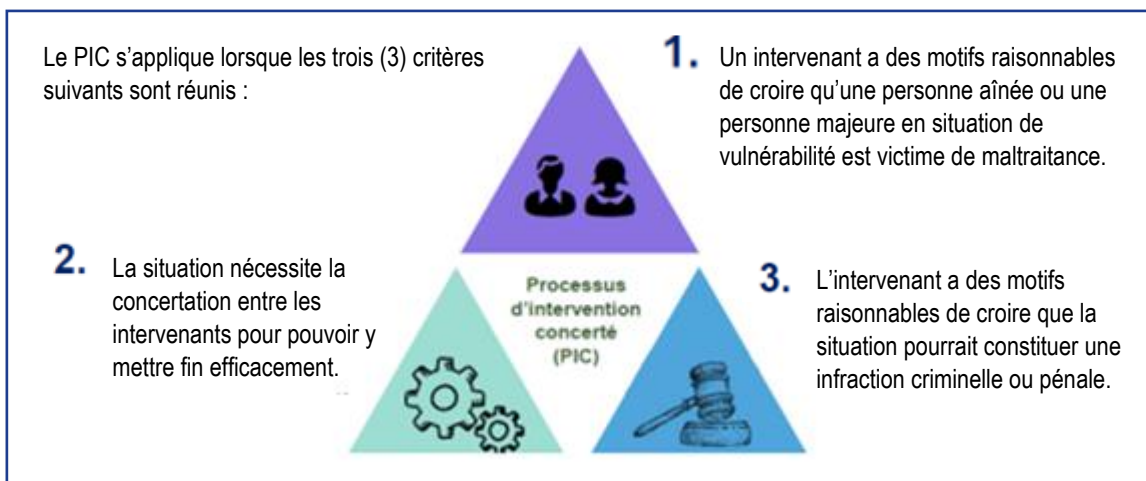 Le PIC s'applique lorsque les trois (3) critères
suivants sont réunis :
1. Un intervenant a des motifs raisonnables
de croire qu'une personne aînée ou une
personne majeure en situation de
vulnérabilité est victime de maltraitance.
2. La situation nécessite la
concertation entre les
intervenants pour pouvoir y
mettre fin efficacement.
Processus
d'intervention
concerté
(PIC)
3. L'intervenant a des motifs
raisonnables de croire que la
situation pourrait constituer une
infraction criminelle ou pénale.